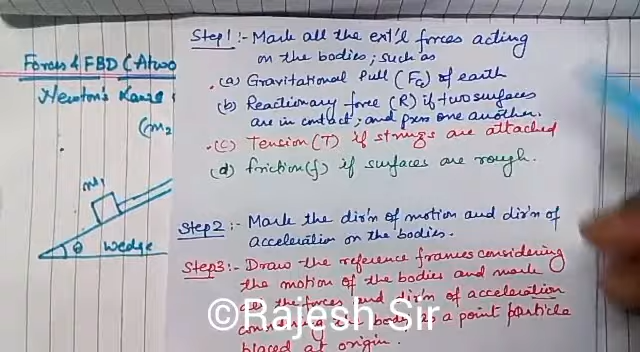 Forces & FBD (Atwoo
Newton's Laws
(m₂
m₁
θ wedge
Step1:- Mark all the ext'l forces acting
on the bodies; such as
(a) Gravitational Pull (FG) of earth
(b) Reactionary force (R) if two surfaces
are in contact; and press one another.
(c) Tension (T) if strings are attached
(d) friction(f) if surfaces are rough.
Step2:- Mark the dir'n of motion and dir'n of
acceleration on the bodies.
Step3:- Draw the reference frames considering
the motion of the bodies and mark
the forces and dir'n of acceleration
considering the body as a point particle
placed at origin.
©Rajesh Sir